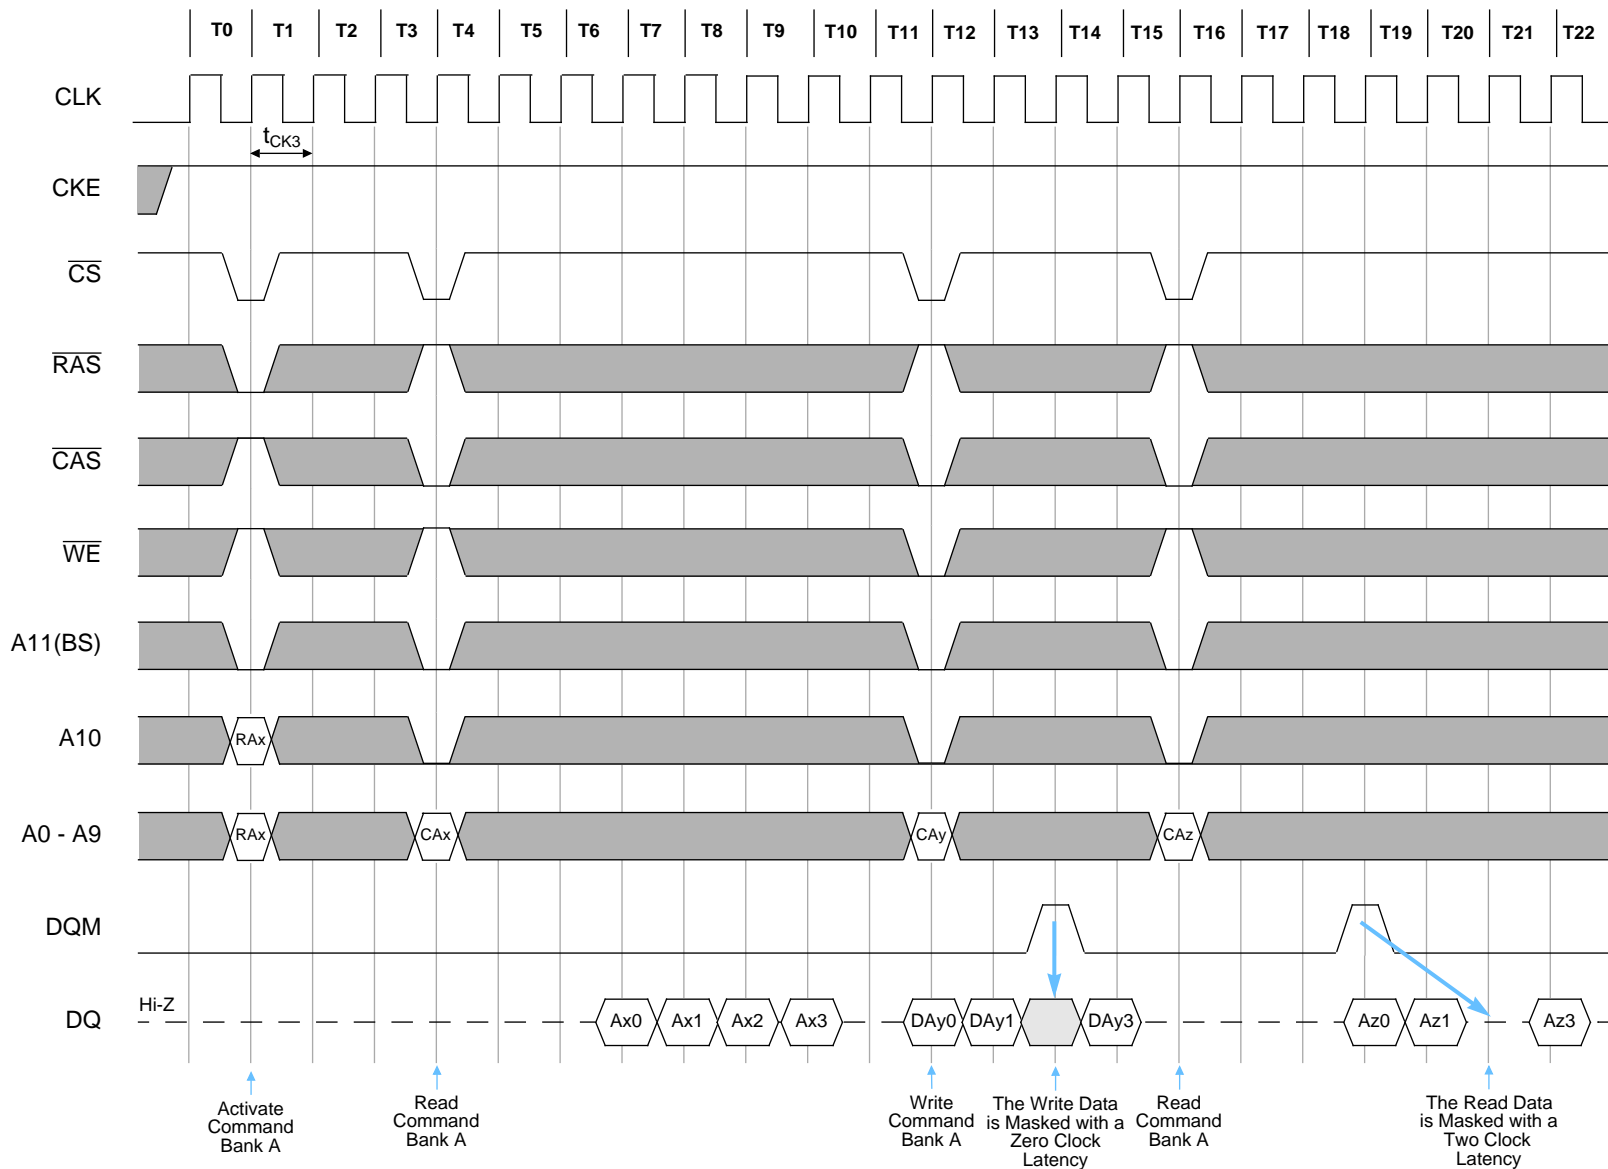 T0 T1 T2 T3 T4 T5 T6 T7 T8 T9 T10 T11 T12 T13 T14 T15 T16 T17 T18 T19 T20 T21 T22
CLK
tCK3
CKE
CS
RAS
CAS
WE
A11(BS)
A10
RAx
A0 - A9
RAx CAx CAy CAz
DQM
DQ
Hi-Z
Ax0 Ax1 Ax2 Ax3 DAy0 DAy1 DAy3 Az0 Az1 Az3
Activate
Command
Bank A
Read
Command
Bank A
Write
Command
Bank A
The Write Data
is Masked with a
Zero Clock
Latency
Read
Command
Bank A
The Read Data
is Masked with a
Two Clock
Latency